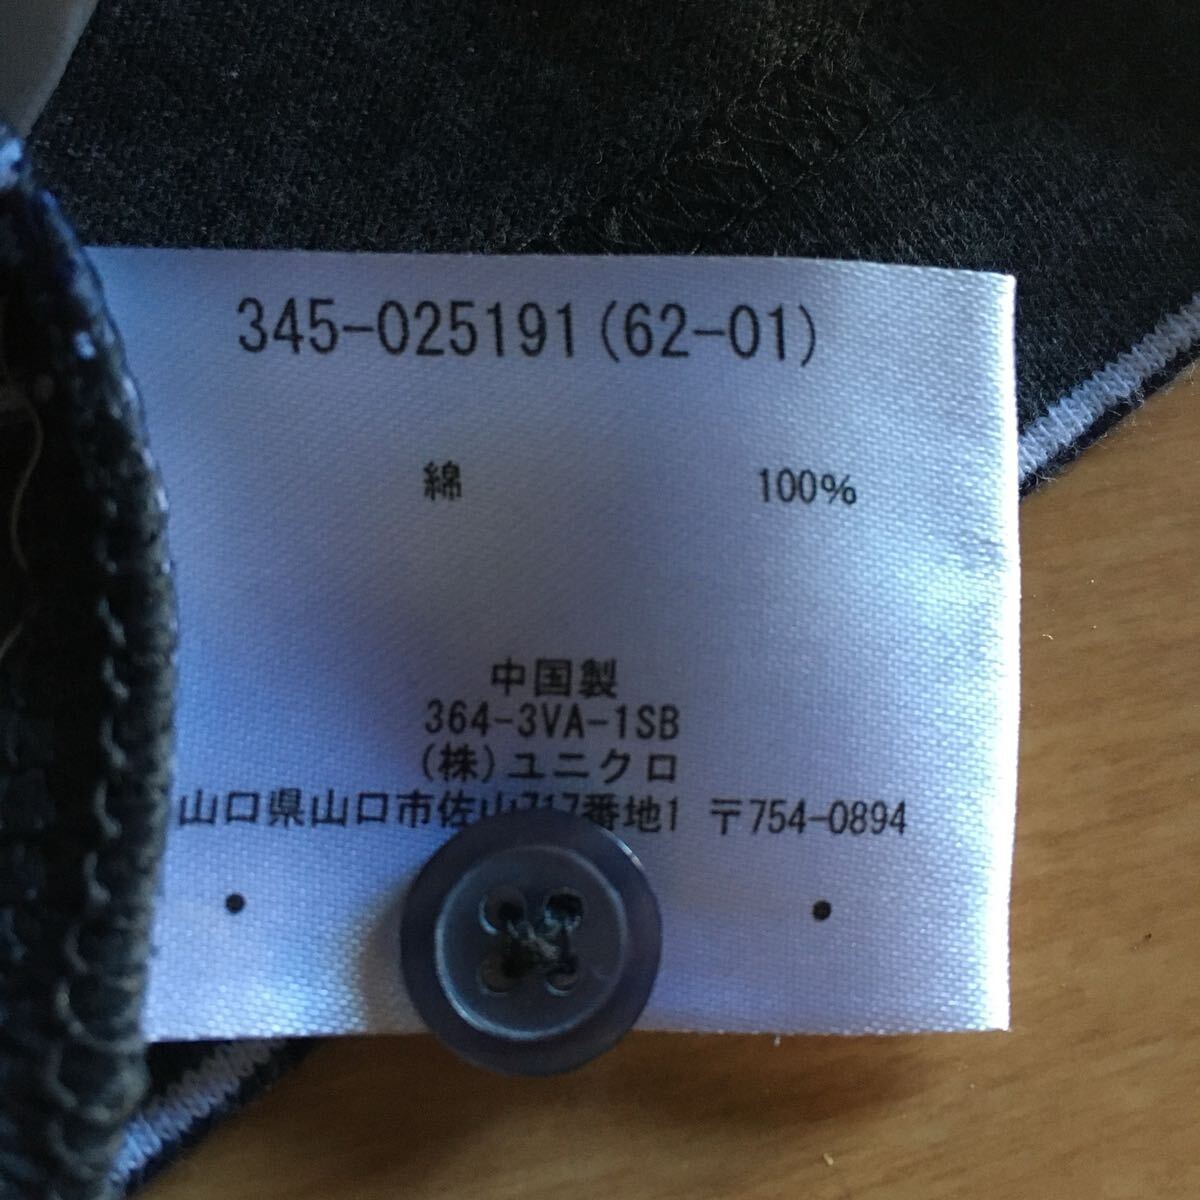 345-025191(62-01)
綿 100%
中国製
364-3VA-1SB
(株)ユニクロ
山口県山口市佐山717番地1 〒754-0894